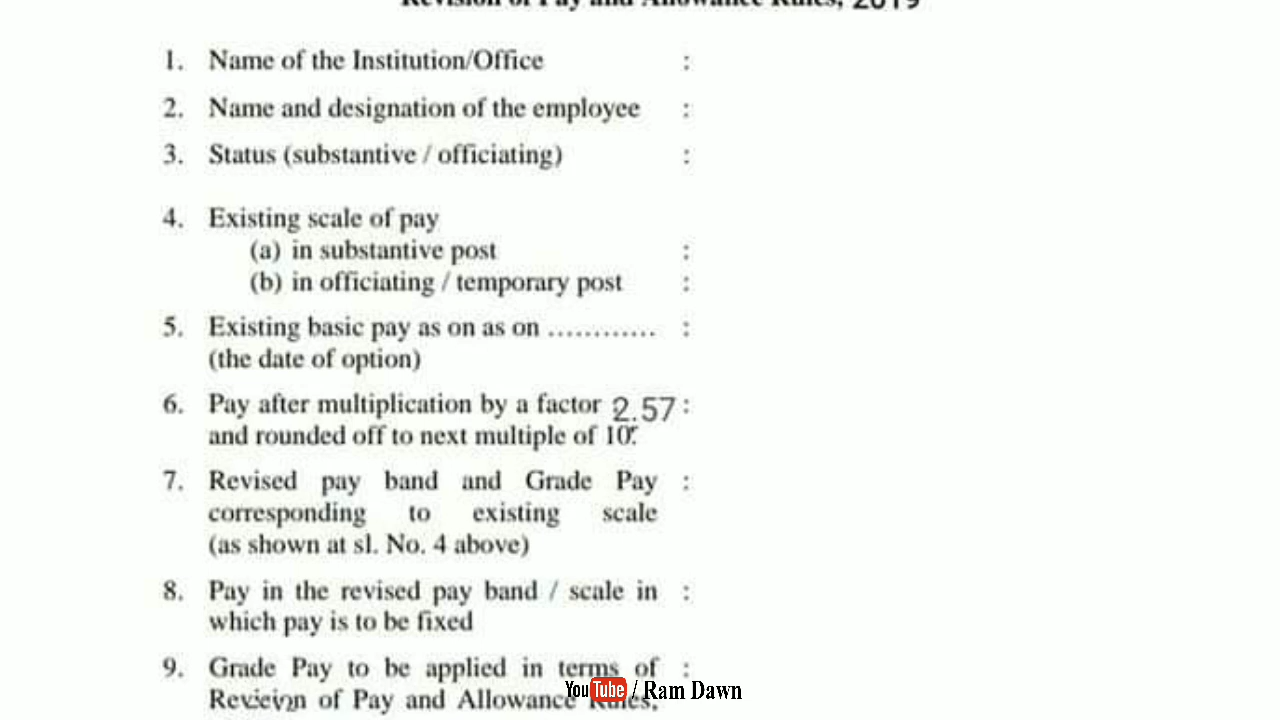 Revision of Pay and Allowance Rules, 2019
1. Name of the Institution/Office :
2. Name and designation of the employee :
3. Status (substantive / officiating) :
4. Existing scale of pay
(a) in substantive post :
(b) in officiating / temporary post :
5. Existing basic pay as on as on ………… :
(the date of option)
6. Pay after multiplication by a factor 2.57 :
and rounded off to next multiple of 10.
7. Revised pay band and Grade Pay :
corresponding to existing scale
(as shown at sl. No. 4 above)
8. Pay in the revised pay band / scale in :
which pay is to be fixed
9. Grade Pay to be applied in terms of :
Revision of Pay and Allowance Rules,
YouTube / Ram Dawn